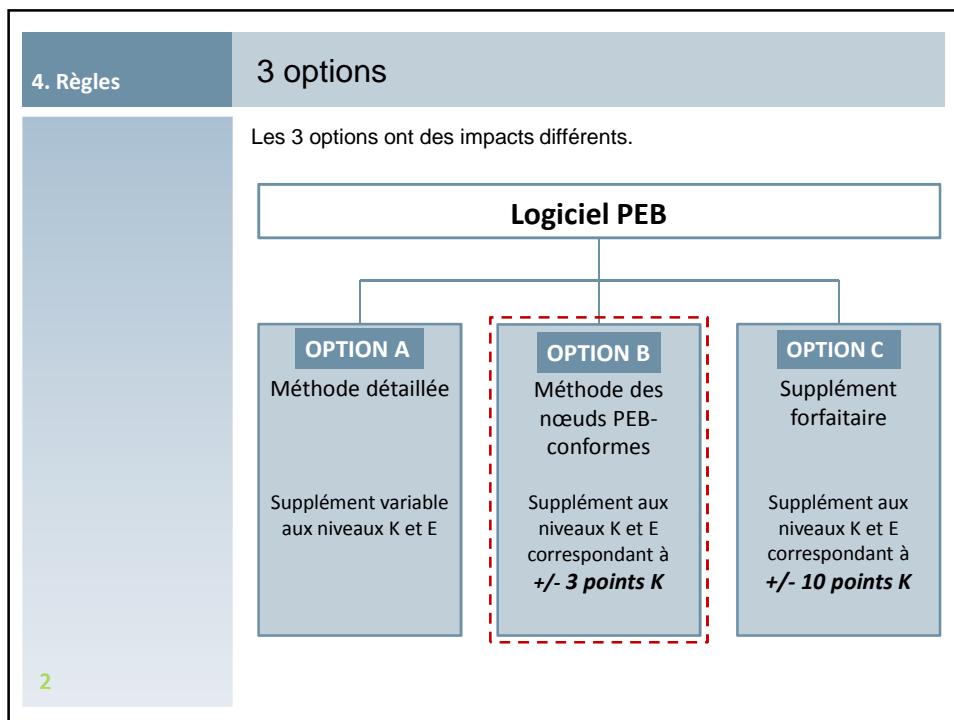 4. Règles
3 options
Les 3 options ont des impacts différents.
Logiciel PEB
OPTION A
Méthode détaillée
Supplément variable
aux niveaux K et E
OPTION B
Méthode des
nœuds PEB-
conformes
Supplément aux
niveaux K et E
correspondant à
+/- 3 points K
OPTION C
Supplément
forfaitaire
Supplément aux
niveaux K et E
correspondant à
+/- 10 points K
2